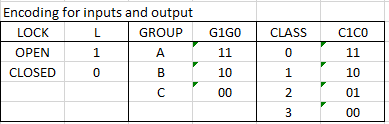 Encoding for inputs and output
LOCK L GROUP G1G0 CLASS C1C0
OPEN 1 A 11 0 11
CLOSED 0 B 10 1 10
C 00 2 01
3 00